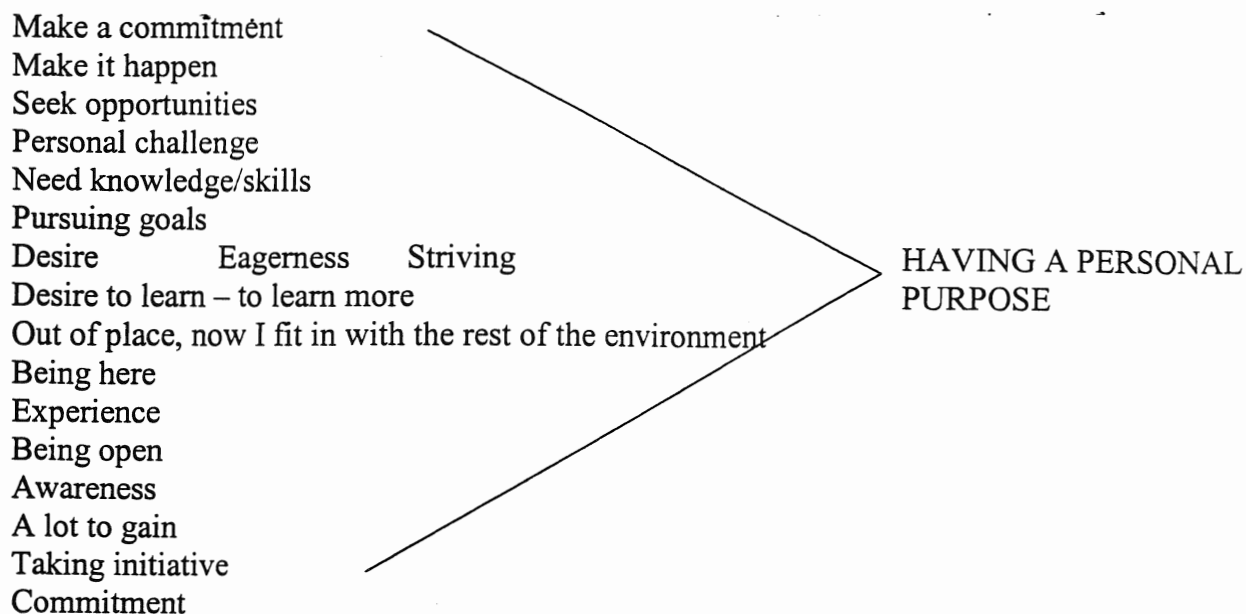 Make a commitment
Make it happen
Seek opportunities
Personal challenge
Need knowledge/skills
Pursuing goals
Desire Eagerness Striving
Desire to learn – to learn more
Out of place, now I fit in with the rest of the environment
Being here
Experience
Being open
Awareness
A lot to gain
Taking initiative
Commitment
HAVING A PERSONAL
PURPOSE